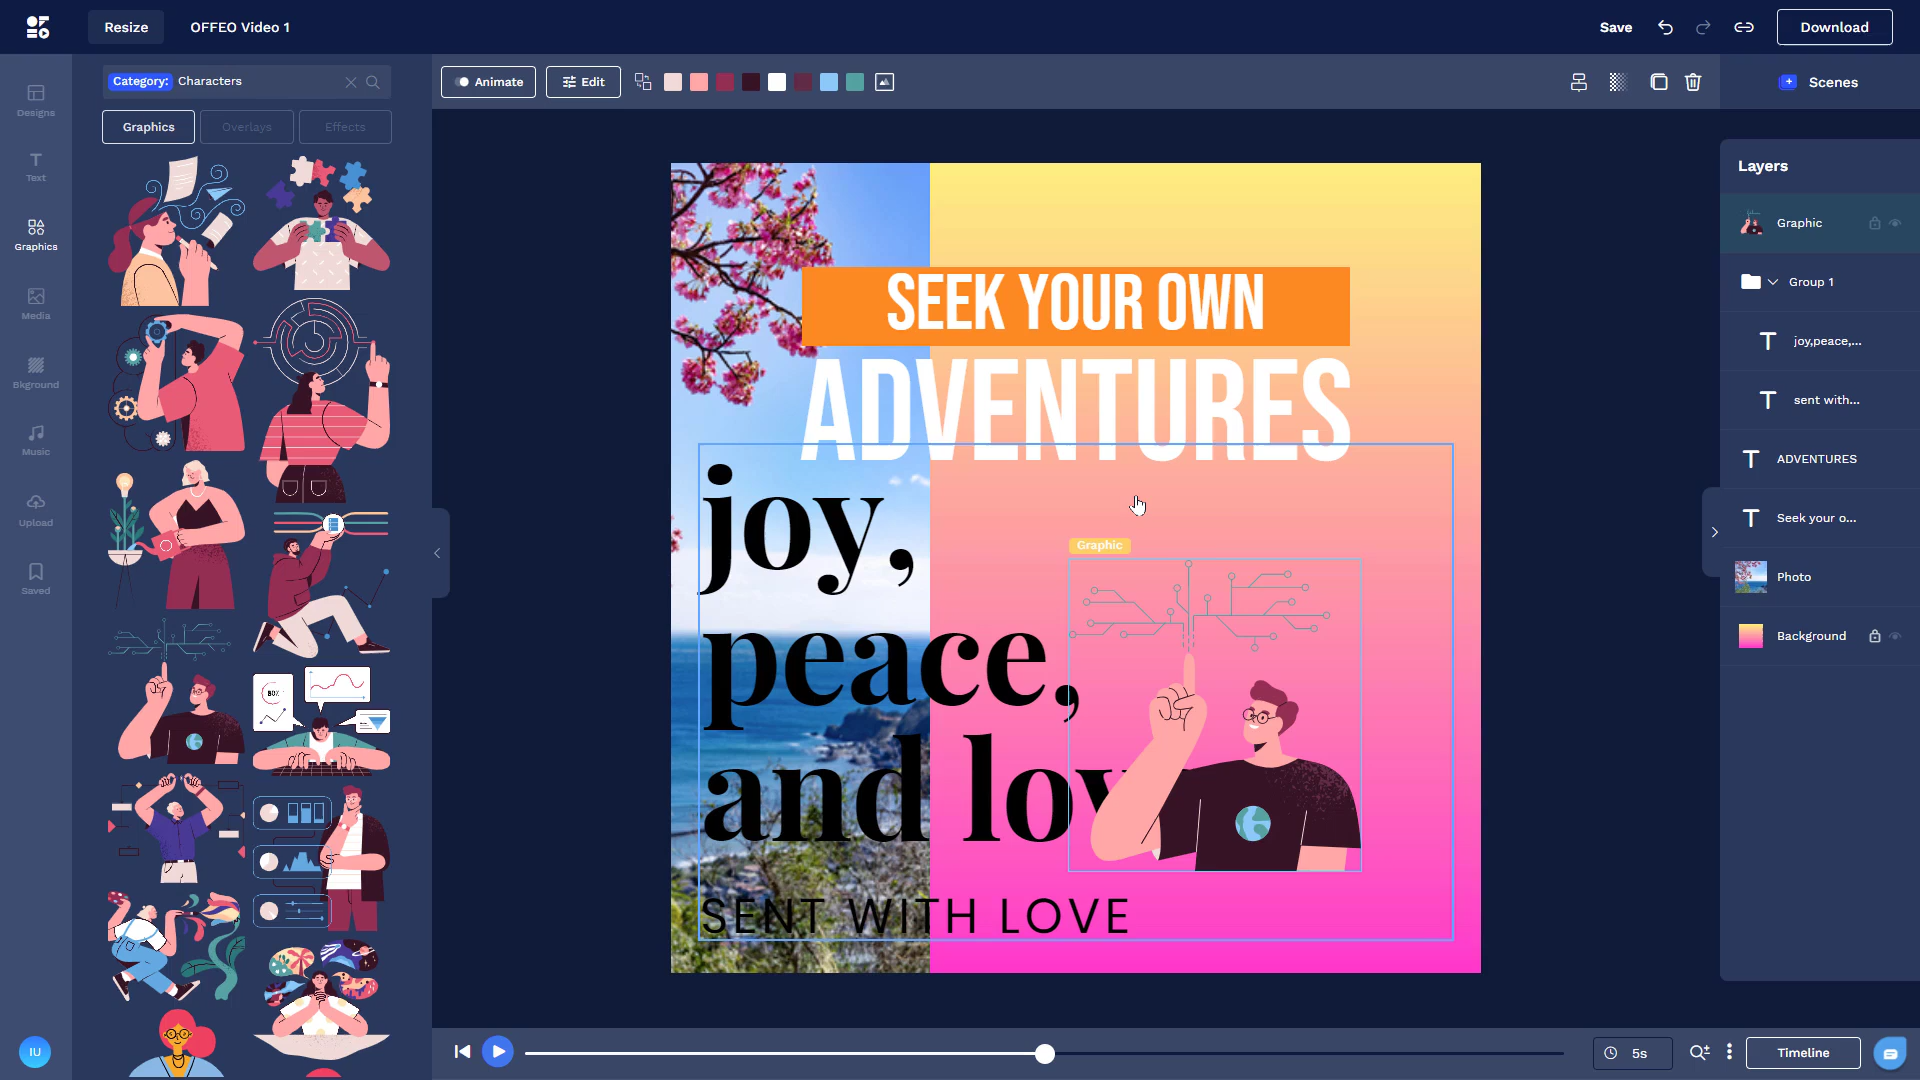 Resize
OFFEO Video 1
Save
Download
Designs
Text
Graphics
Media
Bkground
Music
Upload
Saved
IU
Category: Characters
Graphics
Overlays
Effects
Animate
Edit
Scenes
SEEK YOUR OWN
ADVENTURES
joy,
peace,
and lov
SENT WITH LOVE
Graphic
Layers
Graphic
Group 1
joy,peace,...
sent with...
ADVENTURES
Seek your o...
Photo
Background
5s
Timeline